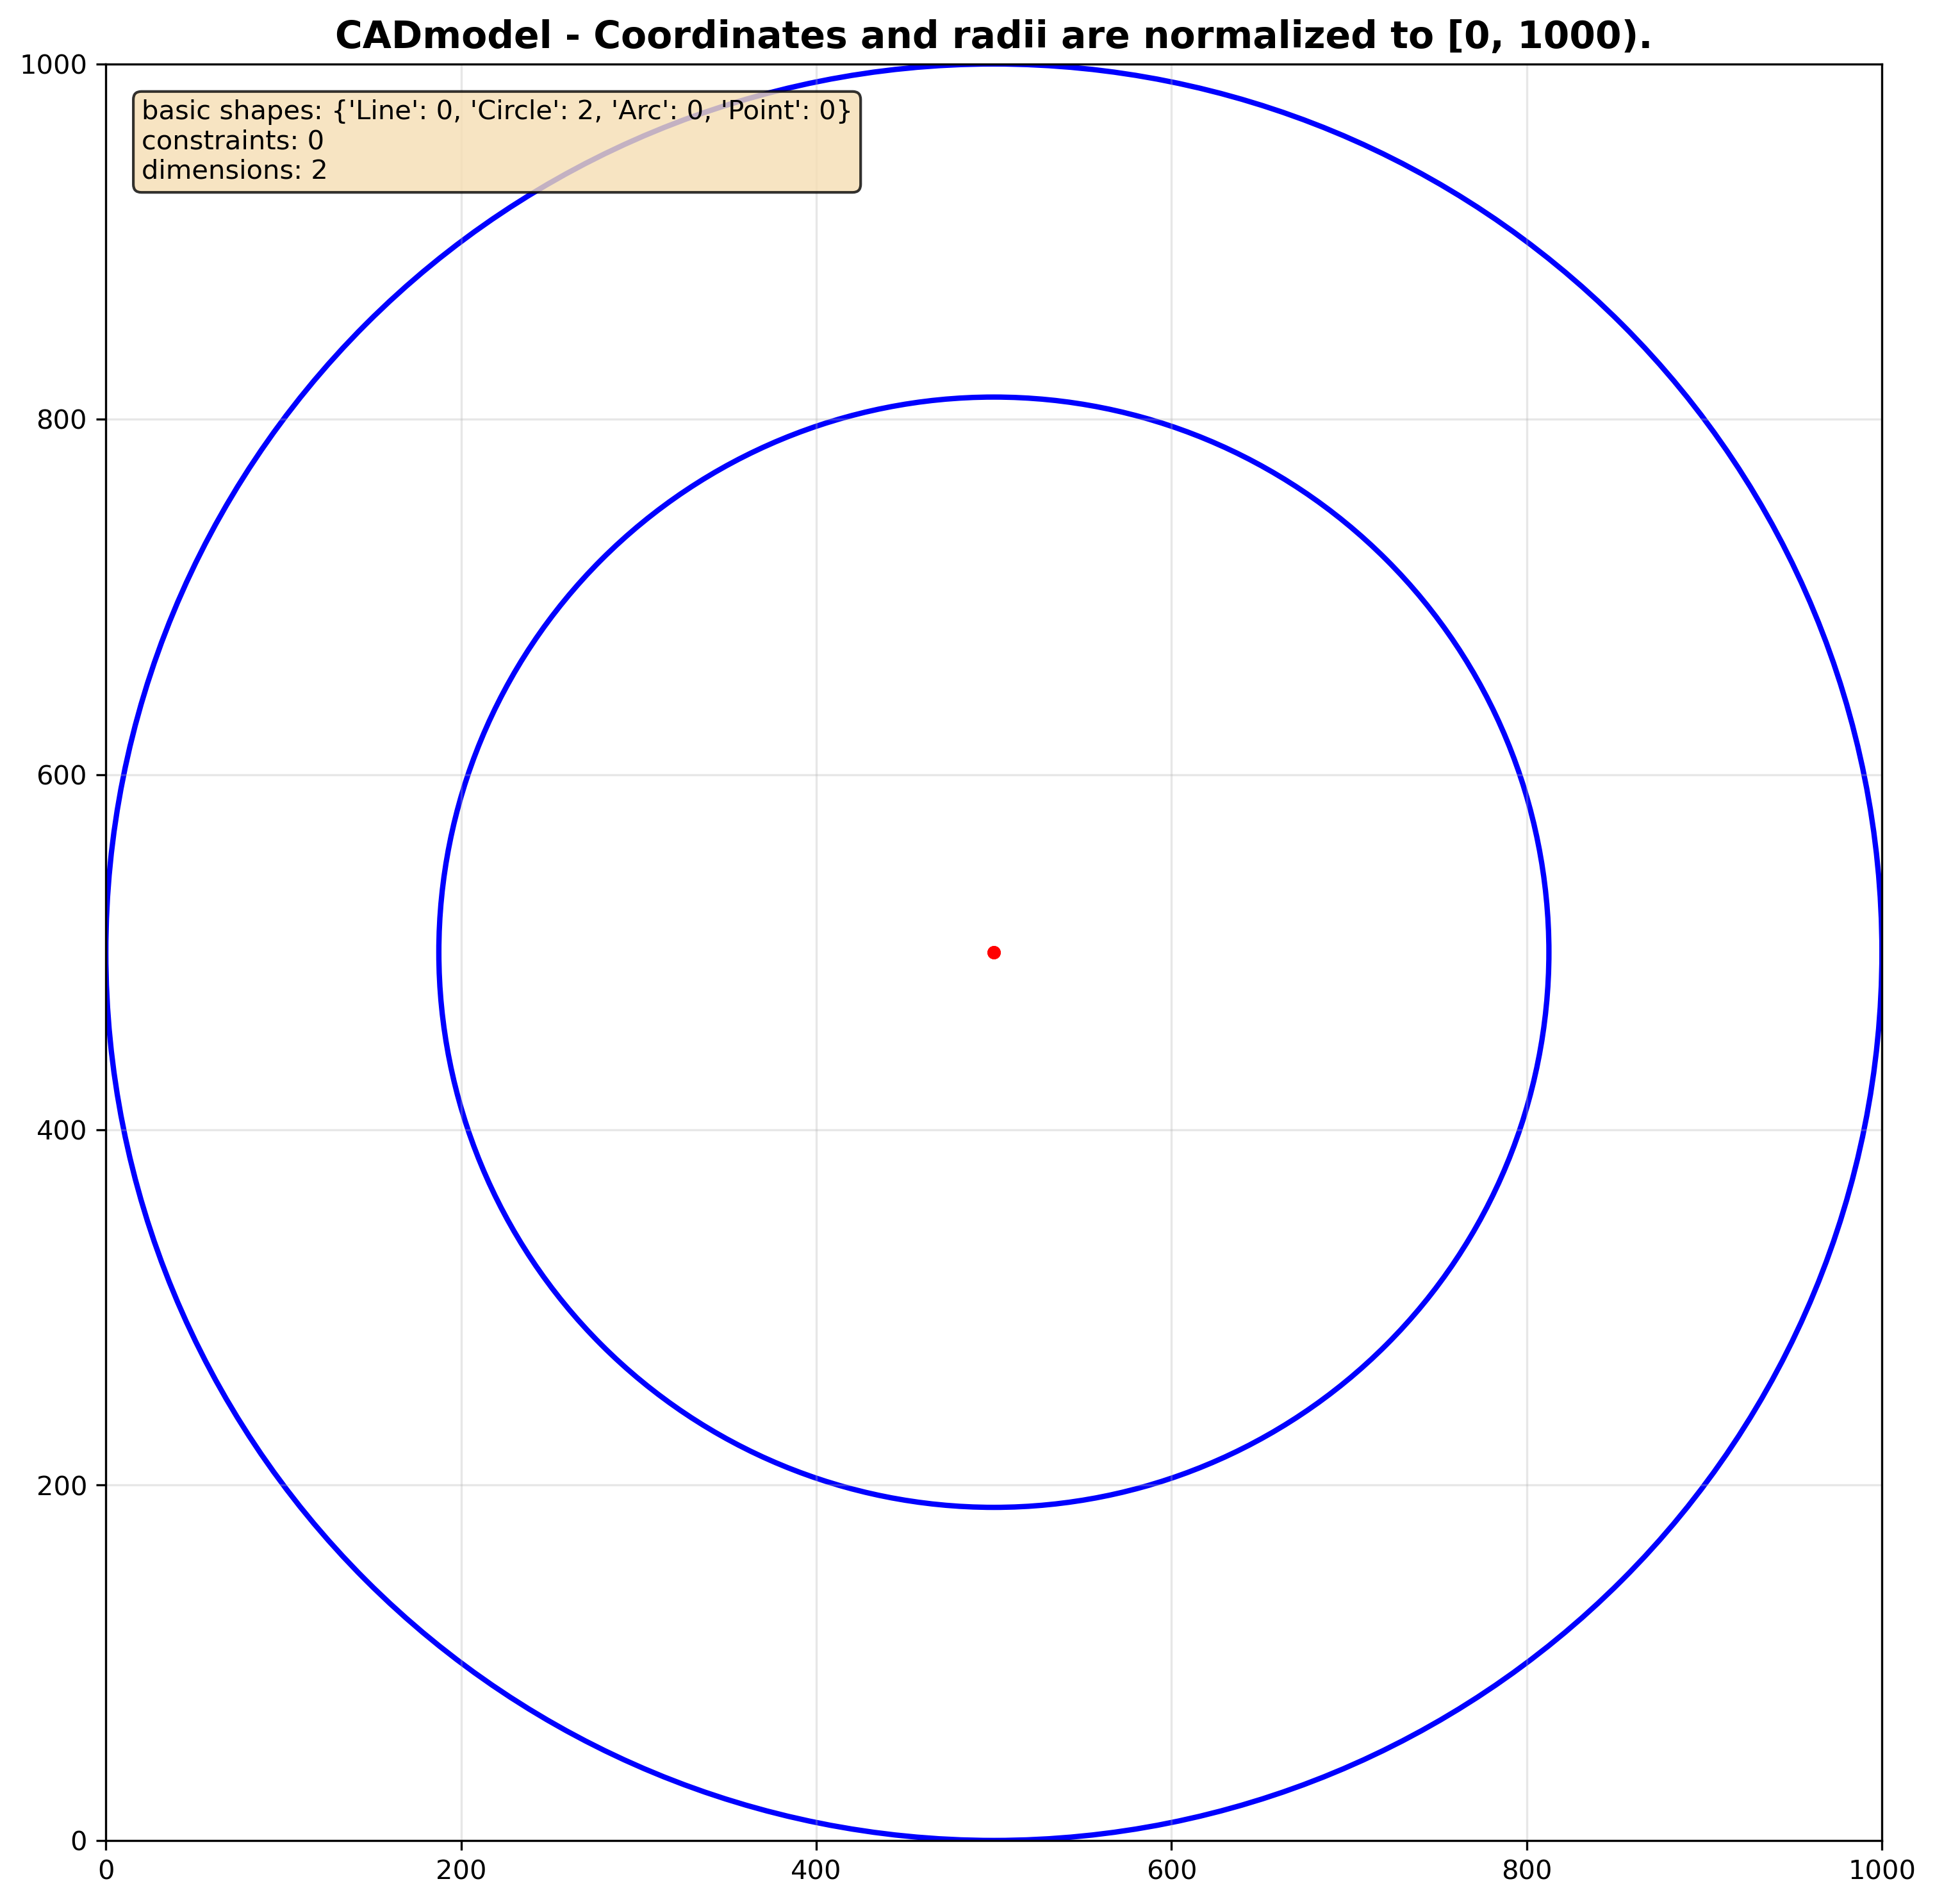 CADmodel - Coordinates and radii are normalized to [0, 1000).
basic shapes: {'Line': 0, 'Circle': 2, 'Arc': 0, 'Point': 0}
constraints: 0
dimensions: 2
1000
800
600
400
200
0
0 200 400 600 800 1000